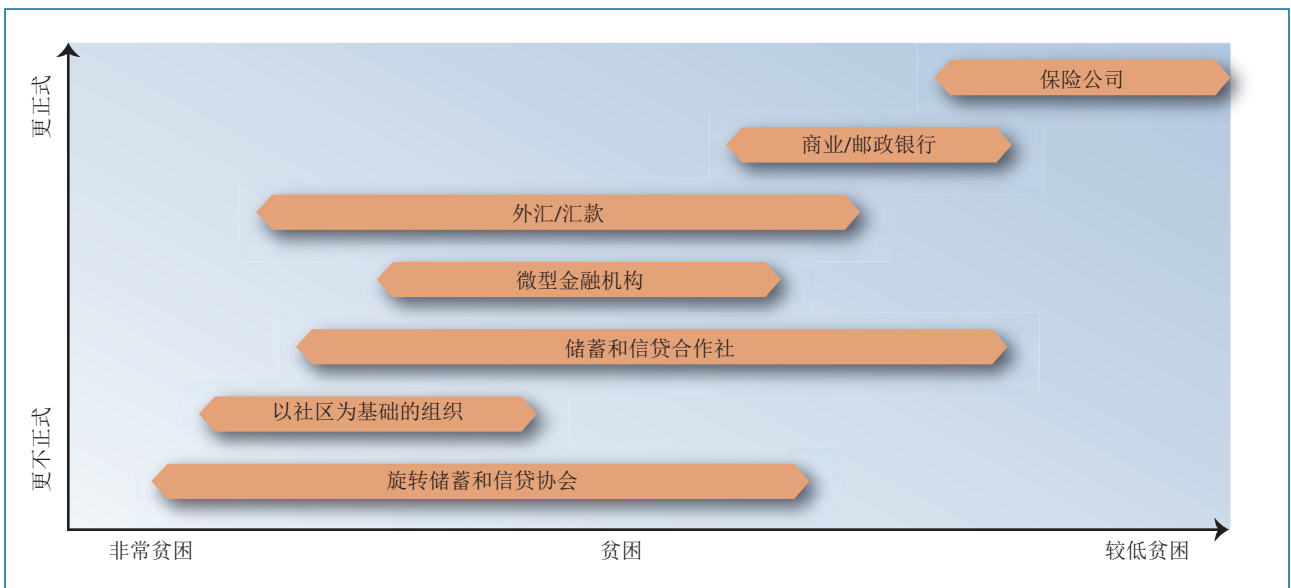 更正式
保险公司
商业/邮政银行
外汇/汇款
微型金融机构
储蓄和信贷合作社
以社区为基础的组织
更不正式
旋转储蓄和信贷协会
非常贫困
贫困
较低贫困